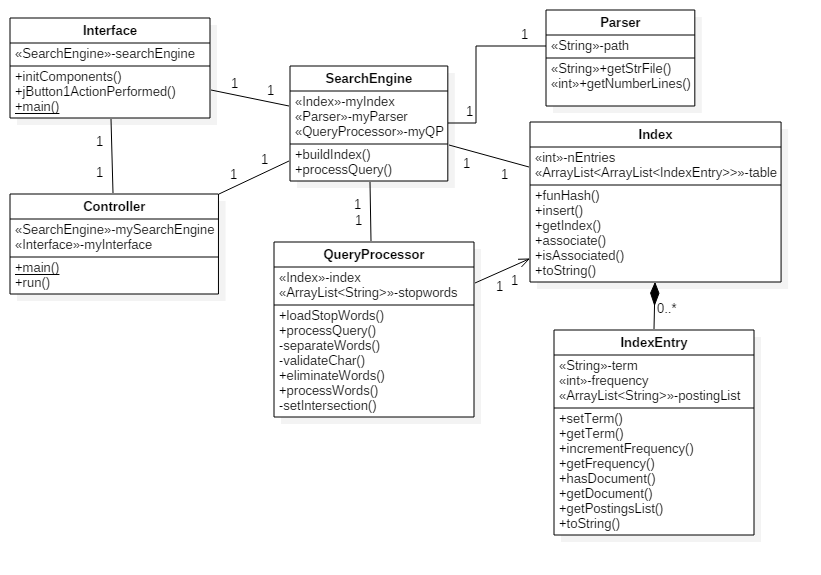 Interface
«SearchEngine»-searchEngine
+initComponents()
+jButton1ActionPerformed()
+main()
1
1
1
1
Controller
«SearchEngine»-mySearchEngine
«Interface»-myInterface
+main()
+run()
1
1
SearchEngine
«Index»-myIndex
«Parser»-myParser
«QueryProcessor»-myQP
+buildIndex()
+processQuery()
1
1
Parser
«String»-path
«String»+getStrFile()
«int»+getNumberLines()
1
1
Index
«int»-nEntries
«ArrayList<ArrayList<IndexEntry>>»-table
+funHash()
+insert()
+getIndex()
+associate()
+isAssociated()
+toString()
1
1
QueryProcessor
«Index»-index
«ArrayList<String>»-stopwords
+loadStopWords()
+processQuery()
-separateWords()
-validateChar()
+eliminateWords()
+processWords()
-setIntersection()
1
1
0..*
IndexEntry
«String»-term
«int»-frequency
«ArrayList<String>»-postingList
+setTerm()
+getTerm()
+incrementFrequency()
+getFrequency()
+hasDocument()
+getDocument()
+getPostingsList()
+toString()